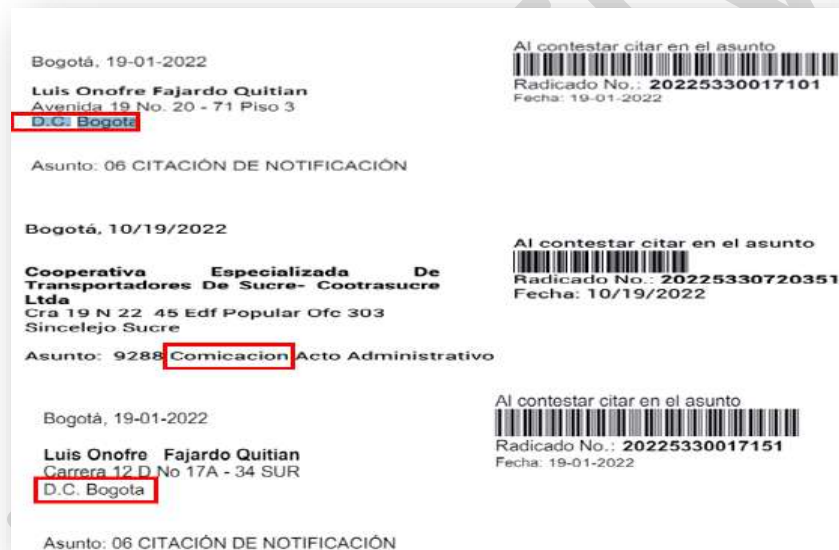 Bogotá, 19-01-2022
Luis Onofre Fajardo Quitian
Avenida 19 No. 20 - 71 Piso 3
D.C. Bogota
Al contestar citar en el asunto
Radicado No.: 20225330017101
Fecha: 19-01-2022
Asunto: 06 CITACIÓN DE NOTIFICACIÓN
Bogotá, 10/19/2022
Cooperativa Especializada De
Transportadores De Sucre- Cootrasucre
Ltda
Cra 19 N 22 45 Edf Popular Ofc 303
Sincelejo Sucre
Al contestar citar en el asunto
Radicado No.: 20225330720351
Fecha: 10/19/2022
Asunto: 9288 Comicacion Acto Administrativo
Bogotá, 19-01-2022
Luis Onofre Fajardo Quitian
Carrera 12 D No 17A - 34 SUR
D.C. Bogota
Al contestar citar en el asunto
Radicado No.: 20225330017151
Fecha: 19-01-2022
Asunto: 06 CITACIÓN DE NOTIFICACIÓN